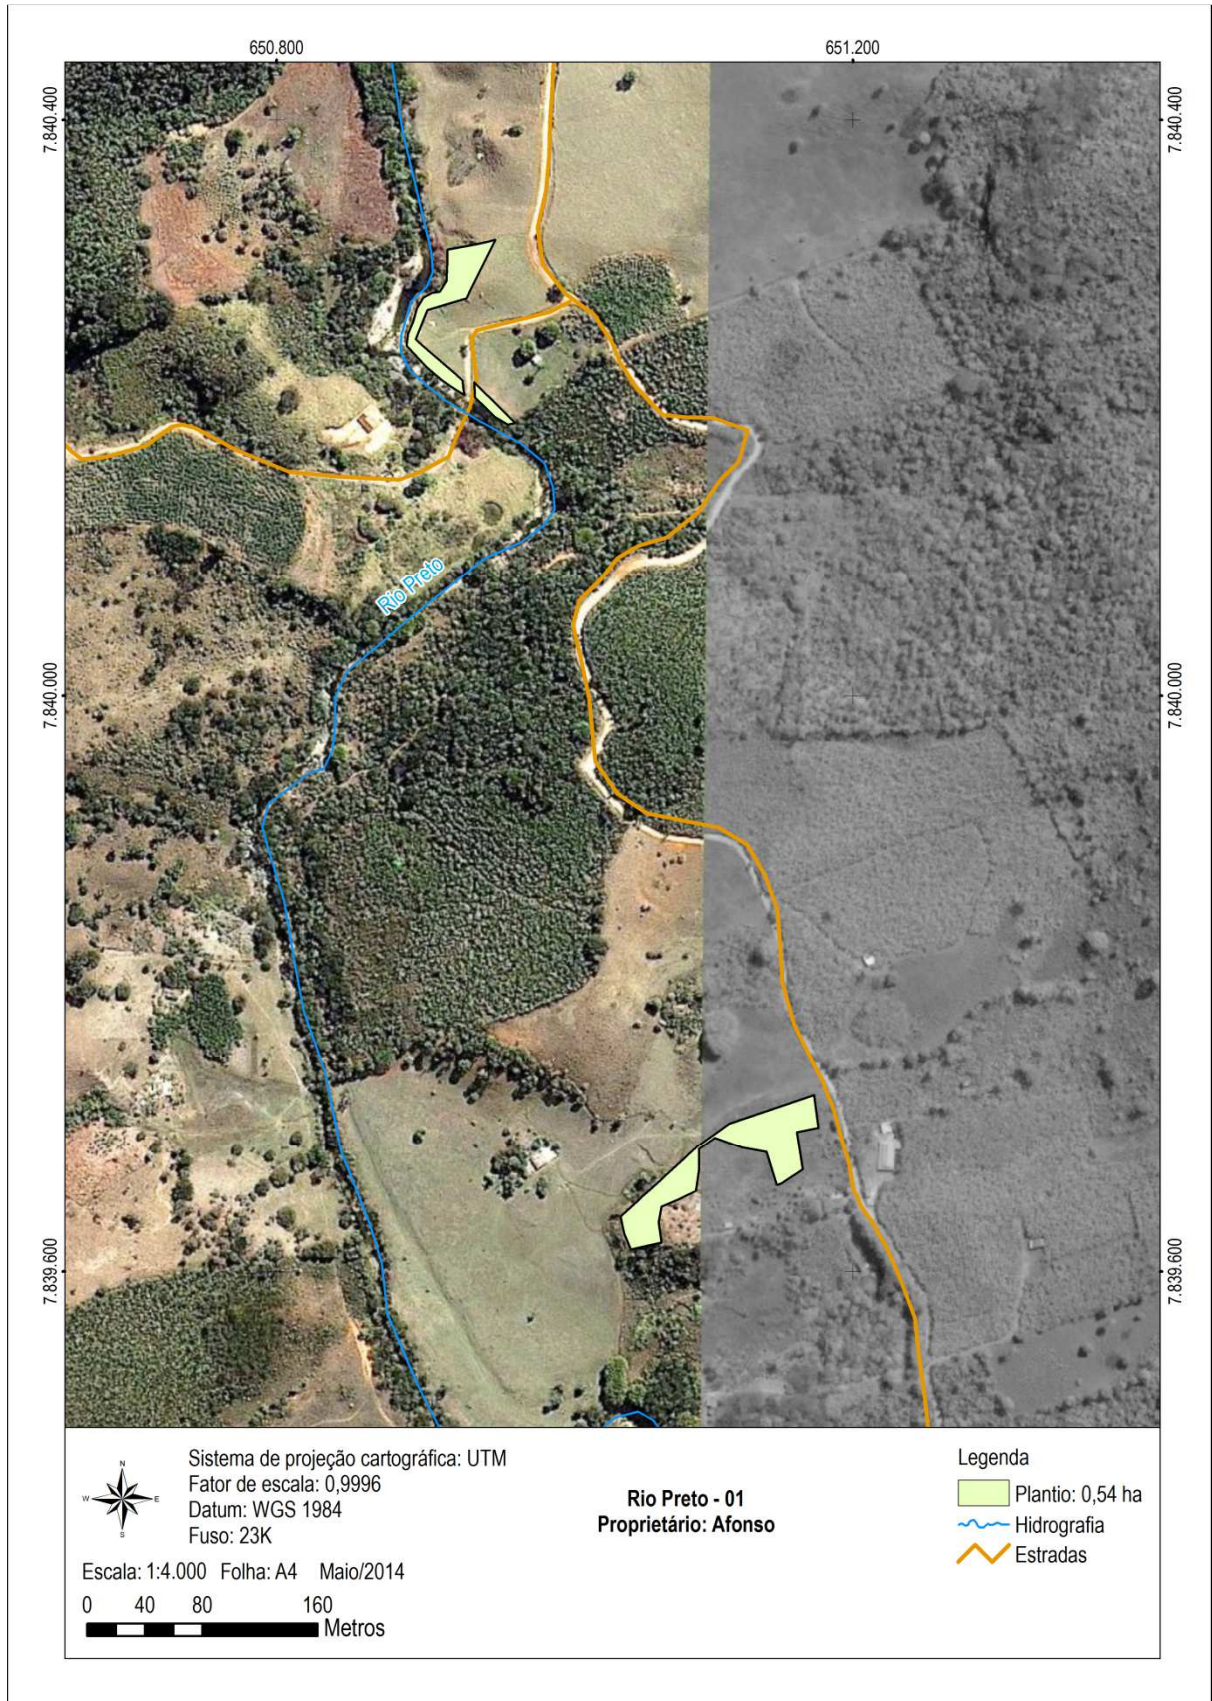 650.800
651.200
7.840.400
7.840.400
Rio Preto
7.840.000
7.840.000
7.839.600
7.839.600
N
W
E
S
Sistema de projeção cartográfica: UTM
Fator de escala: 0,9996
Datum: WGS 1984
Fuso: 23K
Escala: 1:4.000 Folha: A4 Maio/2014
0 40 80 160
Metros
Rio Preto - 01
Proprietário: Afonso
Legenda
Plantio: 0,54 ha
Hidrografia
Estradas